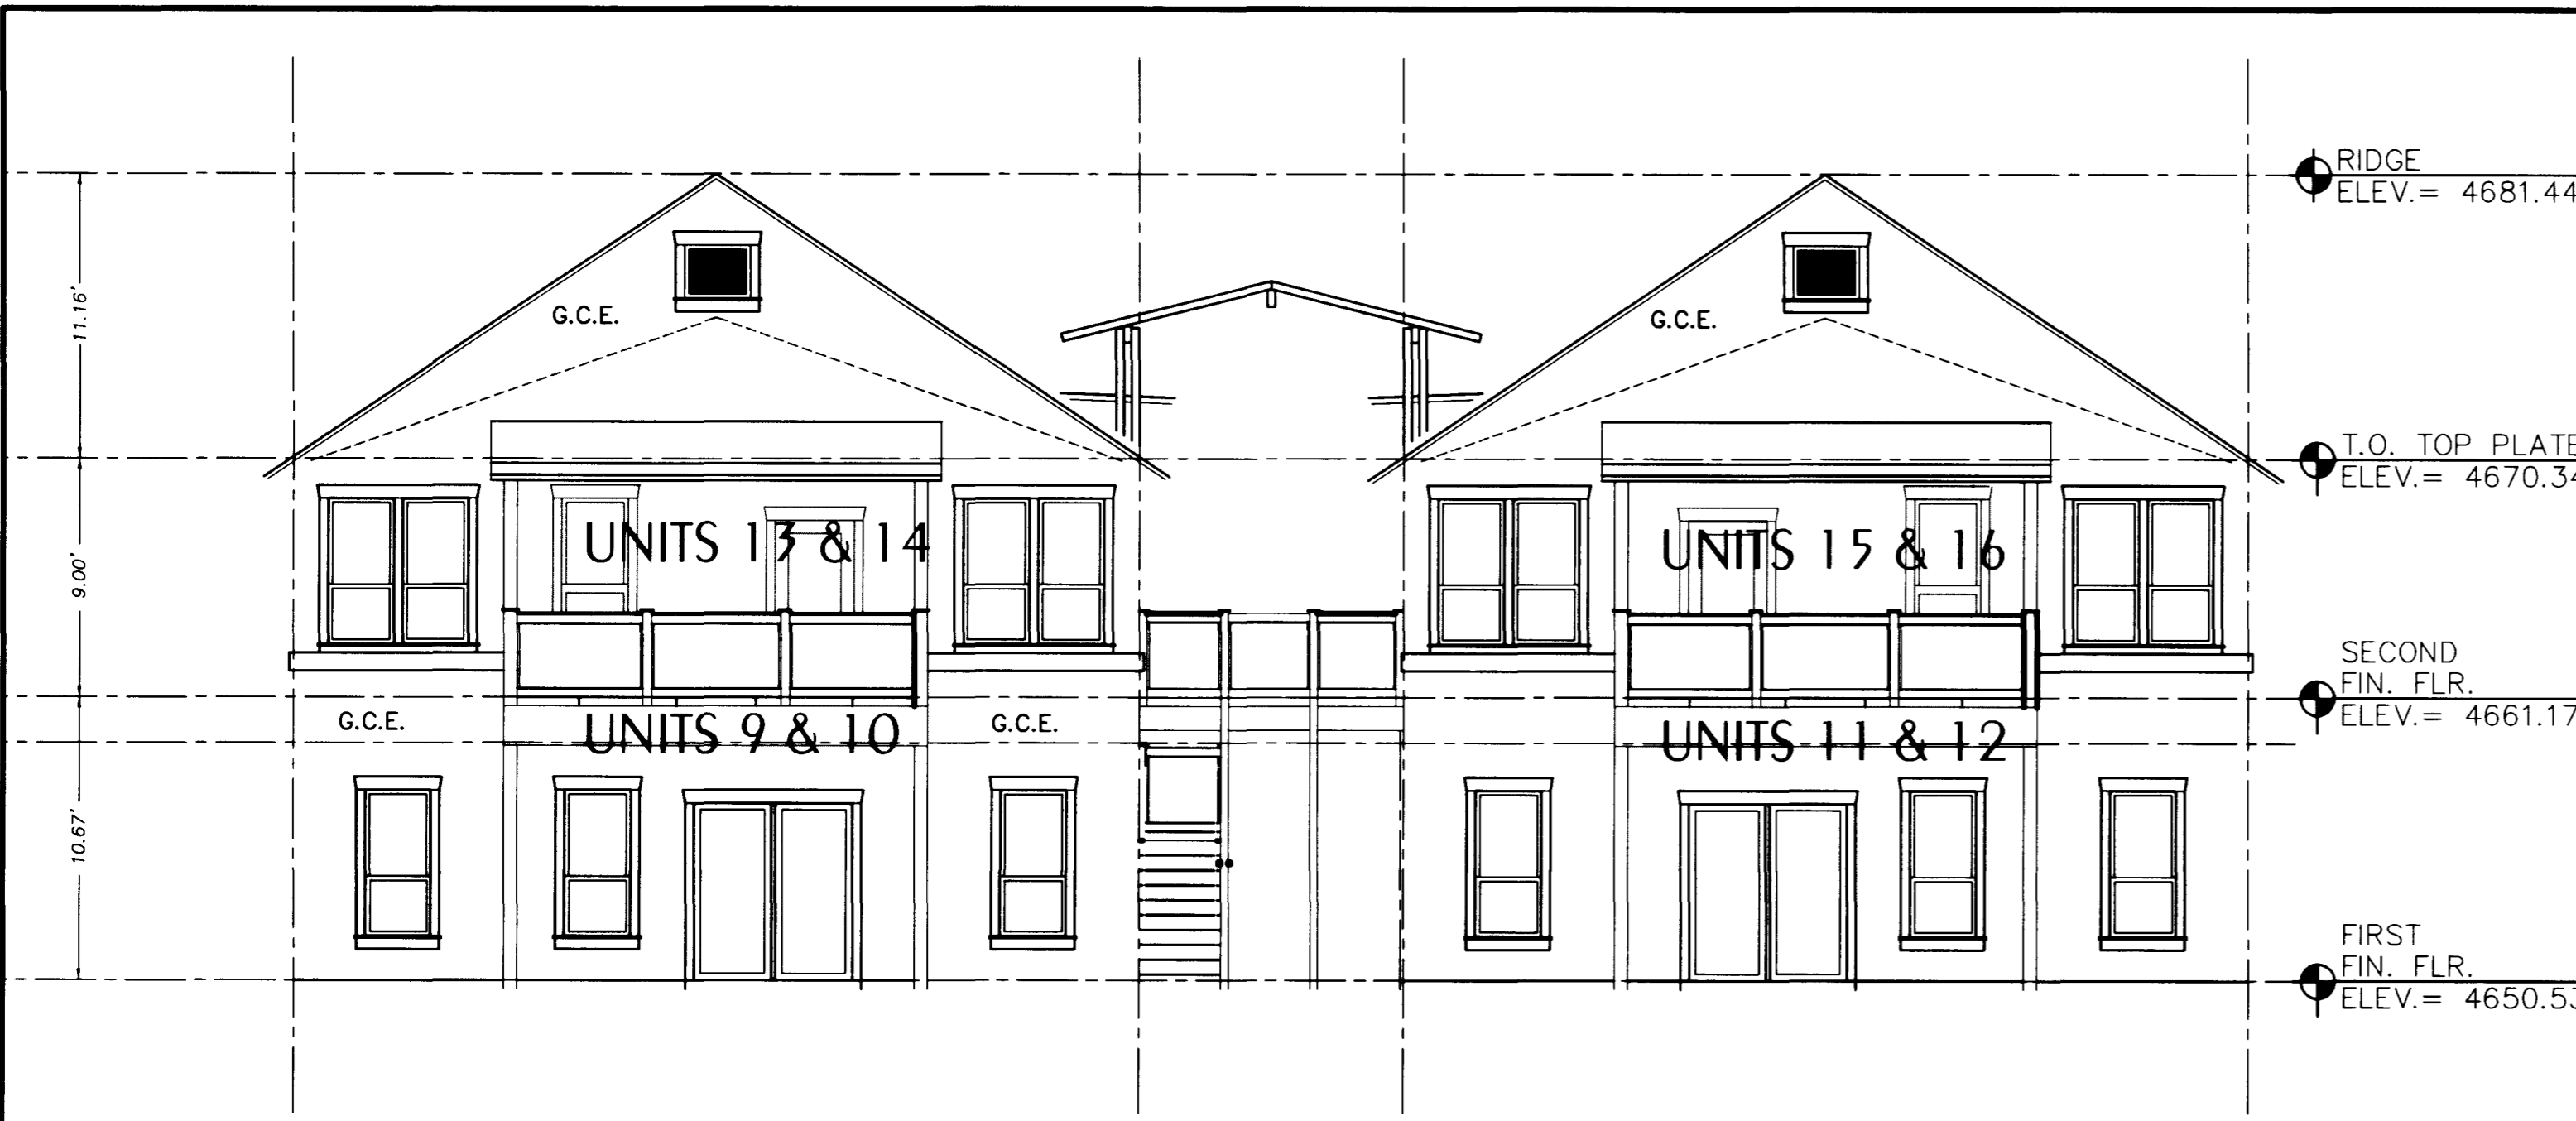 RIDGE
ELEV.= 4681.44
11.16'
G.C.E.
G.C.E.
T.O. TOP PLATE
ELEV.= 4670.34
9.00'
UNITS 13 & 14
UNITS 15 & 16
SECOND
FIN. FLR.
ELEV.= 4661.17
G.C.E.
UNITS 9 & 10
G.C.E.
UNITS 11 & 12
10.67'
FIRST
FIN. FLR.
ELEV.= 4650.53